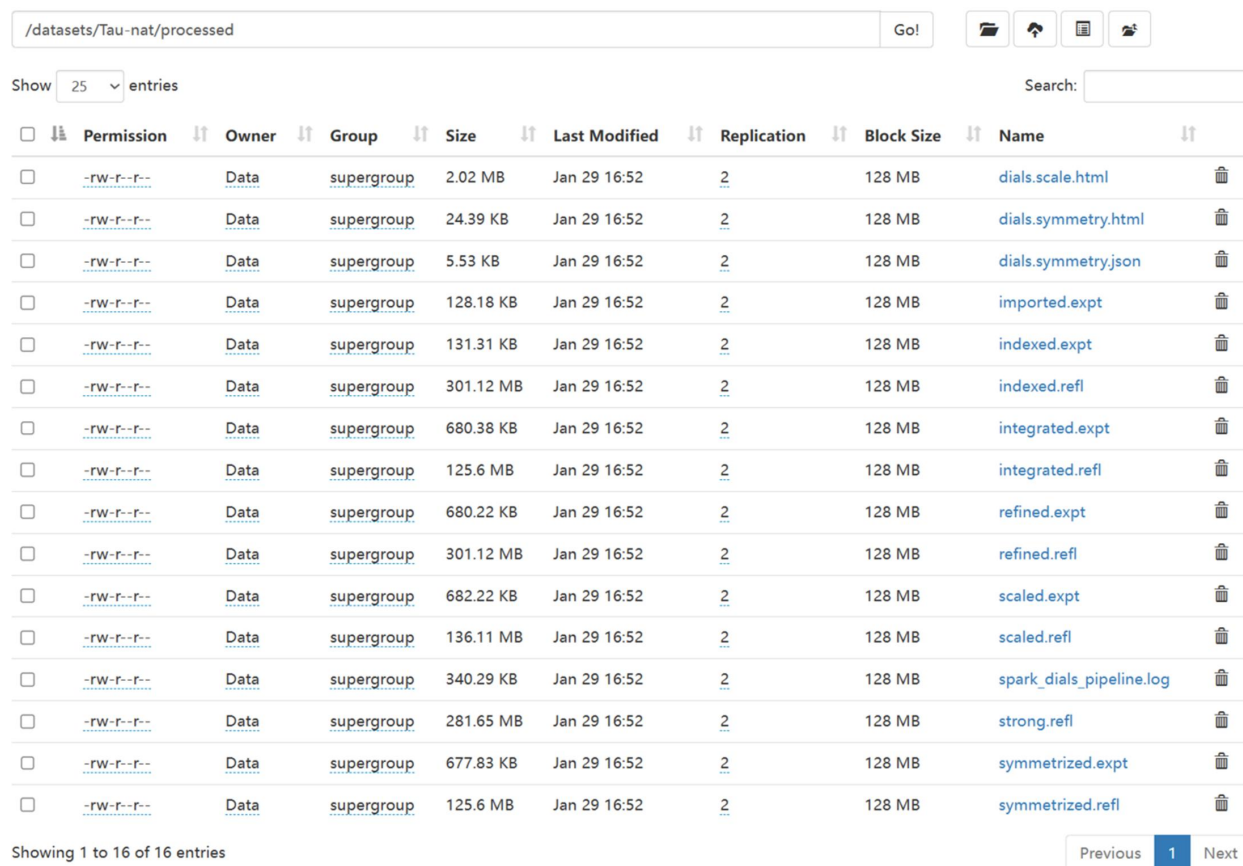 /datasets/Tau-nat/processed Go!
Show 25 entries Search:
Permission Owner Group Size Last Modified Replication Block Size Name
-rw-r--r-- Data supergroup 2.02 MB Jan 29 16:52 2 128 MB dials.scale.html
-rw-r--r-- Data supergroup 24.39 KB Jan 29 16:52 2 128 MB dials.symmetry.html
-rw-r--r-- Data supergroup 5.53 KB Jan 29 16:52 2 128 MB dials.symmetry.json
-rw-r--r-- Data supergroup 128.18 KB Jan 29 16:52 2 128 MB imported.expt
-rw-r--r-- Data supergroup 131.31 KB Jan 29 16:52 2 128 MB indexed.expt
-rw-r--r-- Data supergroup 301.12 MB Jan 29 16:52 2 128 MB indexed.refl
-rw-r--r-- Data supergroup 680.38 KB Jan 29 16:52 2 128 MB integrated.expt
-rw-r--r-- Data supergroup 125.6 MB Jan 29 16:52 2 128 MB integrated.refl
-rw-r--r-- Data supergroup 680.22 KB Jan 29 16:52 2 128 MB refined.expt
-rw-r--r-- Data supergroup 301.12 MB Jan 29 16:52 2 128 MB refined.refl
-rw-r--r-- Data supergroup 682.22 KB Jan 29 16:52 2 128 MB scaled.expt
-rw-r--r-- Data supergroup 136.11 MB Jan 29 16:52 2 128 MB scaled.refl
-rw-r--r-- Data supergroup 340.29 KB Jan 29 16:52 2 128 MB spark_dials_pipeline.log
-rw-r--r-- Data supergroup 281.65 MB Jan 29 16:52 2 128 MB strong.refl
-rw-r--r-- Data supergroup 677.83 KB Jan 29 16:52 2 128 MB symmetrized.expt
-rw-r--r-- Data supergroup 125.6 MB Jan 29 16:52 2 128 MB symmetrized.refl
Showing 1 to 16 of 16 entries Previous 1 Next